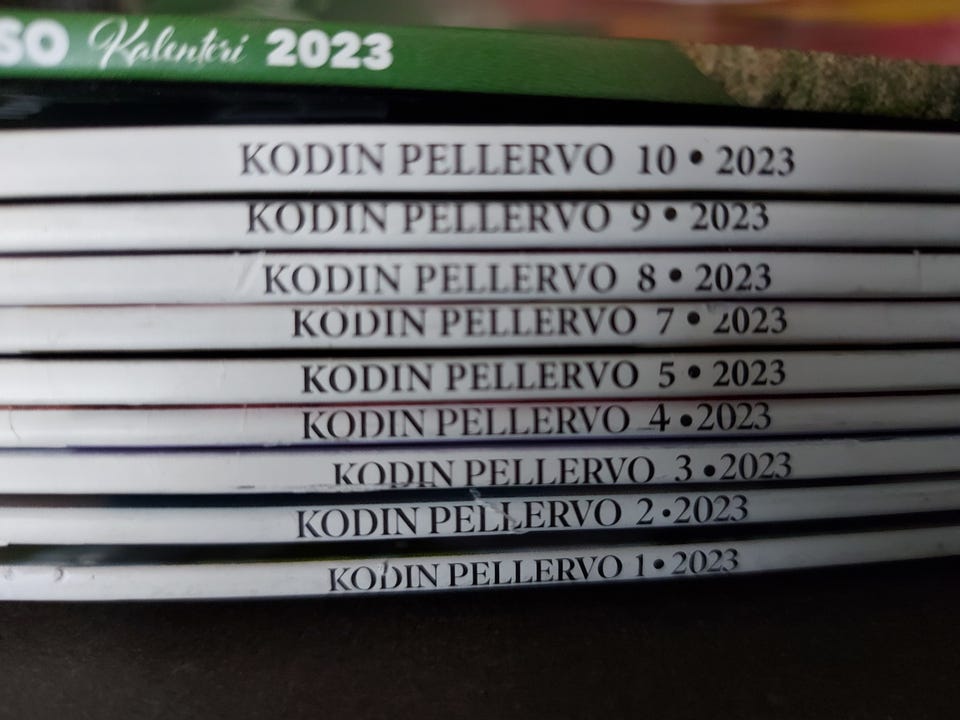 SO Kalenteri 2023
KODIN PELLERVO 10 • 2023
KODIN PELLERVO 9 • 2023
KODIN PELLERVO 8 • 2023
KODIN PELLERVO 7 • 2023
KODIN PELLERVO 5 • 2023
KODIN PELLERVO 4 • 2023
KODIN PELLERVO 3 • 2023
KODIN PELLERVO 2 • 2023
KODIN PELLERVO 1 • 2023